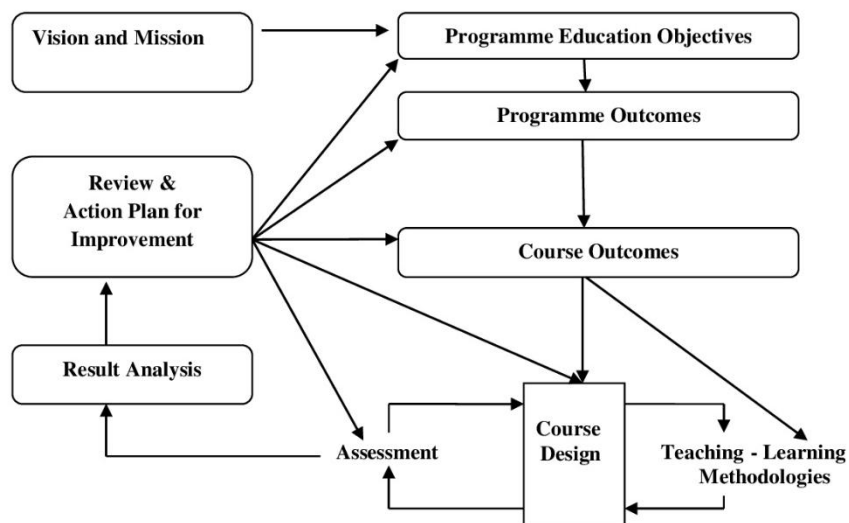 Vision and Mission
Programme Education Objectives
Programme Outcomes
Review &
Action Plan for
Improvement
Course Outcomes
Result Analysis
Assessment
Course
Design
Teaching - Learning
Methodologies